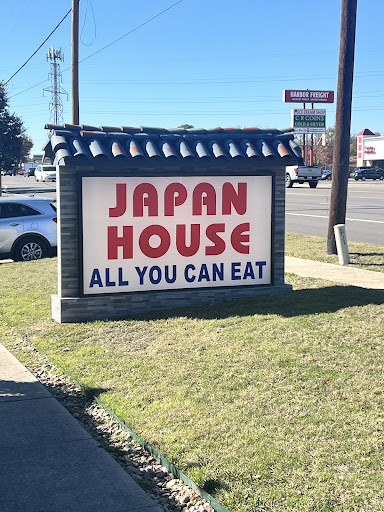 JAPAN
HOUSE
ALL YOU CAN EAT
HARBOR FREIGHT
C R COINS
GOLD & SILVER